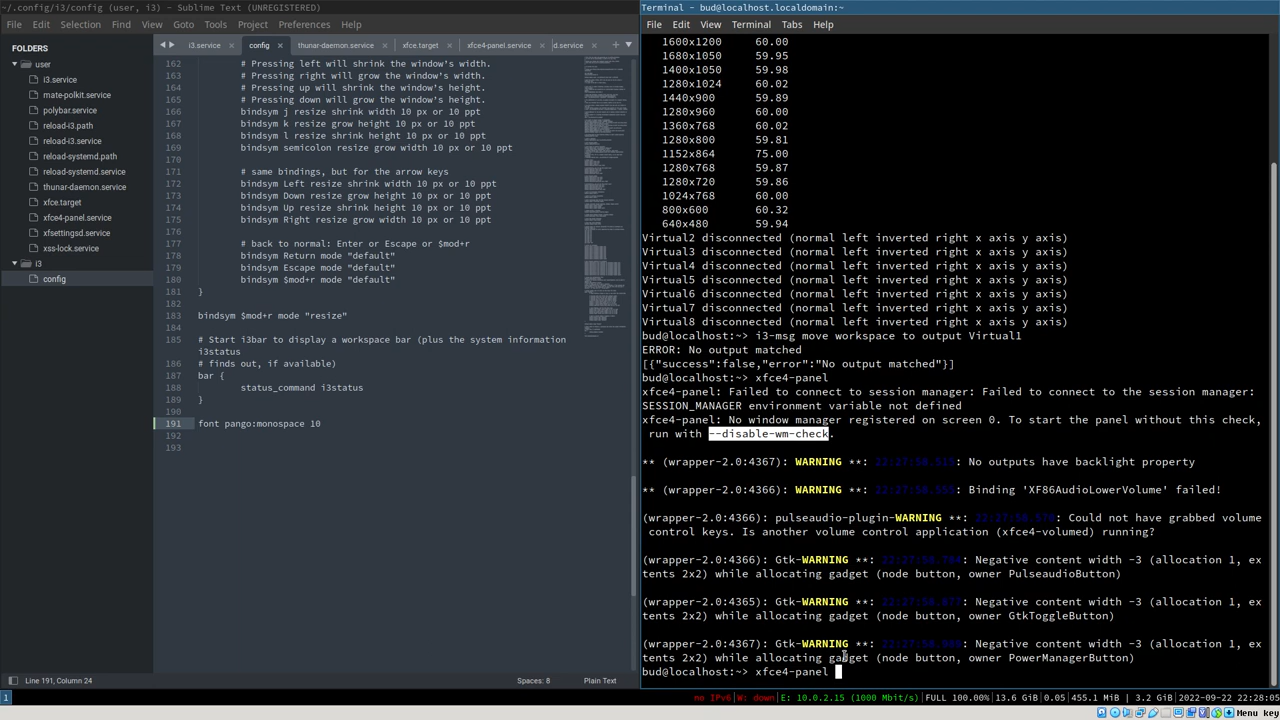 ~/.config/i3/config (user, i3) - Sublime Text (UNREGISTERED)
File Edit Selection Find View Goto Tools Project Preferences Help
FOLDERS
user
i3.service
mate-polkit.service
polybar.service
reload-i3.path
reload-i3.service
reload-systemd.path
reload-systemd.service
thunar-daemon.service
xfce.target
xfce4-panel.service
xfsettingsd.service
xss-lock.service
i3
config
i3.service config thunar-daemon.service xfce.target xfce4-panel.service d.service
162 # Pressing left will shrink the window's width.
163 # Pressing right will grow the window's width.
164 # Pressing up will shrink the window's height.
165 # Pressing down will grow the window's height.
166 bindsym j resize shrink width 10 px or 10 ppt
167 bindsym k resize grow height 10 px or 10 ppt
168 bindsym l resize shrink height 10 px or 10 ppt
169 bindsym semicolon resize grow width 10 px or 10 ppt
170
171 # same bindings, but for the arrow keys
172 bindsym Left resize shrink width 10 px or 10 ppt
173 bindsym Down resize grow height 10 px or 10 ppt
174 bindsym Up resize shrink height 10 px or 10 ppt
175 bindsym Right resize grow width 10 px or 10 ppt
176
177 # back to normal: Enter or Escape or $mod+r
178 bindsym Return mode "default"
179 bindsym Escape mode "default"
180 bindsym $mod+r mode "default"
181 }
182
183 bindsym $mod+r mode "resize"
184
185 # Start i3bar to display a workspace bar (plus the system information
i3status
186 # finds out, if available)
187 bar {
188 status_command i3status
189 }
190
191 font pango:monospace 10
192
193
Line 191, Column 24 Spaces: 8 Plain Text
Terminal - bud@localhost.localdomain:~
File Edit View Terminal Tabs Help
1600x1200 60.00
1680x1050 59.95
1400x1050 59.98
1280x1024 60.02
1440x900 59.89
1280x960 60.00
1360x768 60.02
1280x800 59.81
1152x864 75.00
1280x768 59.87
1280x720 59.86
1024x768 60.00
800x600 60.32
640x480 59.94
Virtual2 disconnected (normal left inverted right x axis y axis)
Virtual3 disconnected (normal left inverted right x axis y axis)
Virtual4 disconnected (normal left inverted right x axis y axis)
Virtual5 disconnected (normal left inverted right x axis y axis)
Virtual6 disconnected (normal left inverted right x axis y axis)
Virtual7 disconnected (normal left inverted right x axis y axis)
Virtual8 disconnected (normal left inverted right x axis y axis)
bud@localhost:~> i3-msg move workspace to output Virtual1
ERROR: No output matched
[{"success":false,"error":"No output matched"}]
bud@localhost:~> xfce4-panel
xfce4-panel: Failed to connect to session manager: Failed to connect to the session manager:
SESSION_MANAGER environment variable not defined
xfce4-panel: No window manager registered on screen 0. To start the panel without this check,
run with --disable-wm-check.
** (wrapper-2.0:4367): WARNING **: No outputs have backlight property
** (wrapper-2.0:4366): WARNING **: Binding 'XF86AudioLowerVolume' failed!
(wrapper-2.0:4366): pulseaudio-plugin-WARNING **: Could not have grabbed volume
control keys. Is another volume control application (xfce4-volumed) running?
(wrapper-2.0:4366): Gtk-WARNING **: Negative content width -3 (allocation 1, ex
tents 2x2) while allocating gadget (node button, owner PulseaudioButton)
(wrapper-2.0:4365): Gtk-WARNING **: Negative content width -3 (allocation 1, ex
tents 2x2) while allocating gadget (node button, owner GtkToggleButton)
(wrapper-2.0:4367): Gtk-WARNING **: Negative content width -3 (allocation 1, ex
tents 2x2) while allocating gadget (node button, owner PowerManagerButton)
bud@localhost:~> xfce4-panel
1 no IPv6 | W: down | E: 10.0.2.15 (1000 Mbit/s) | FULL 100.00% | 13.6 GiB | 0.05 | 455.1 MiB | 3.2 GiB | 2022-09-22 22:28:05
Menu key